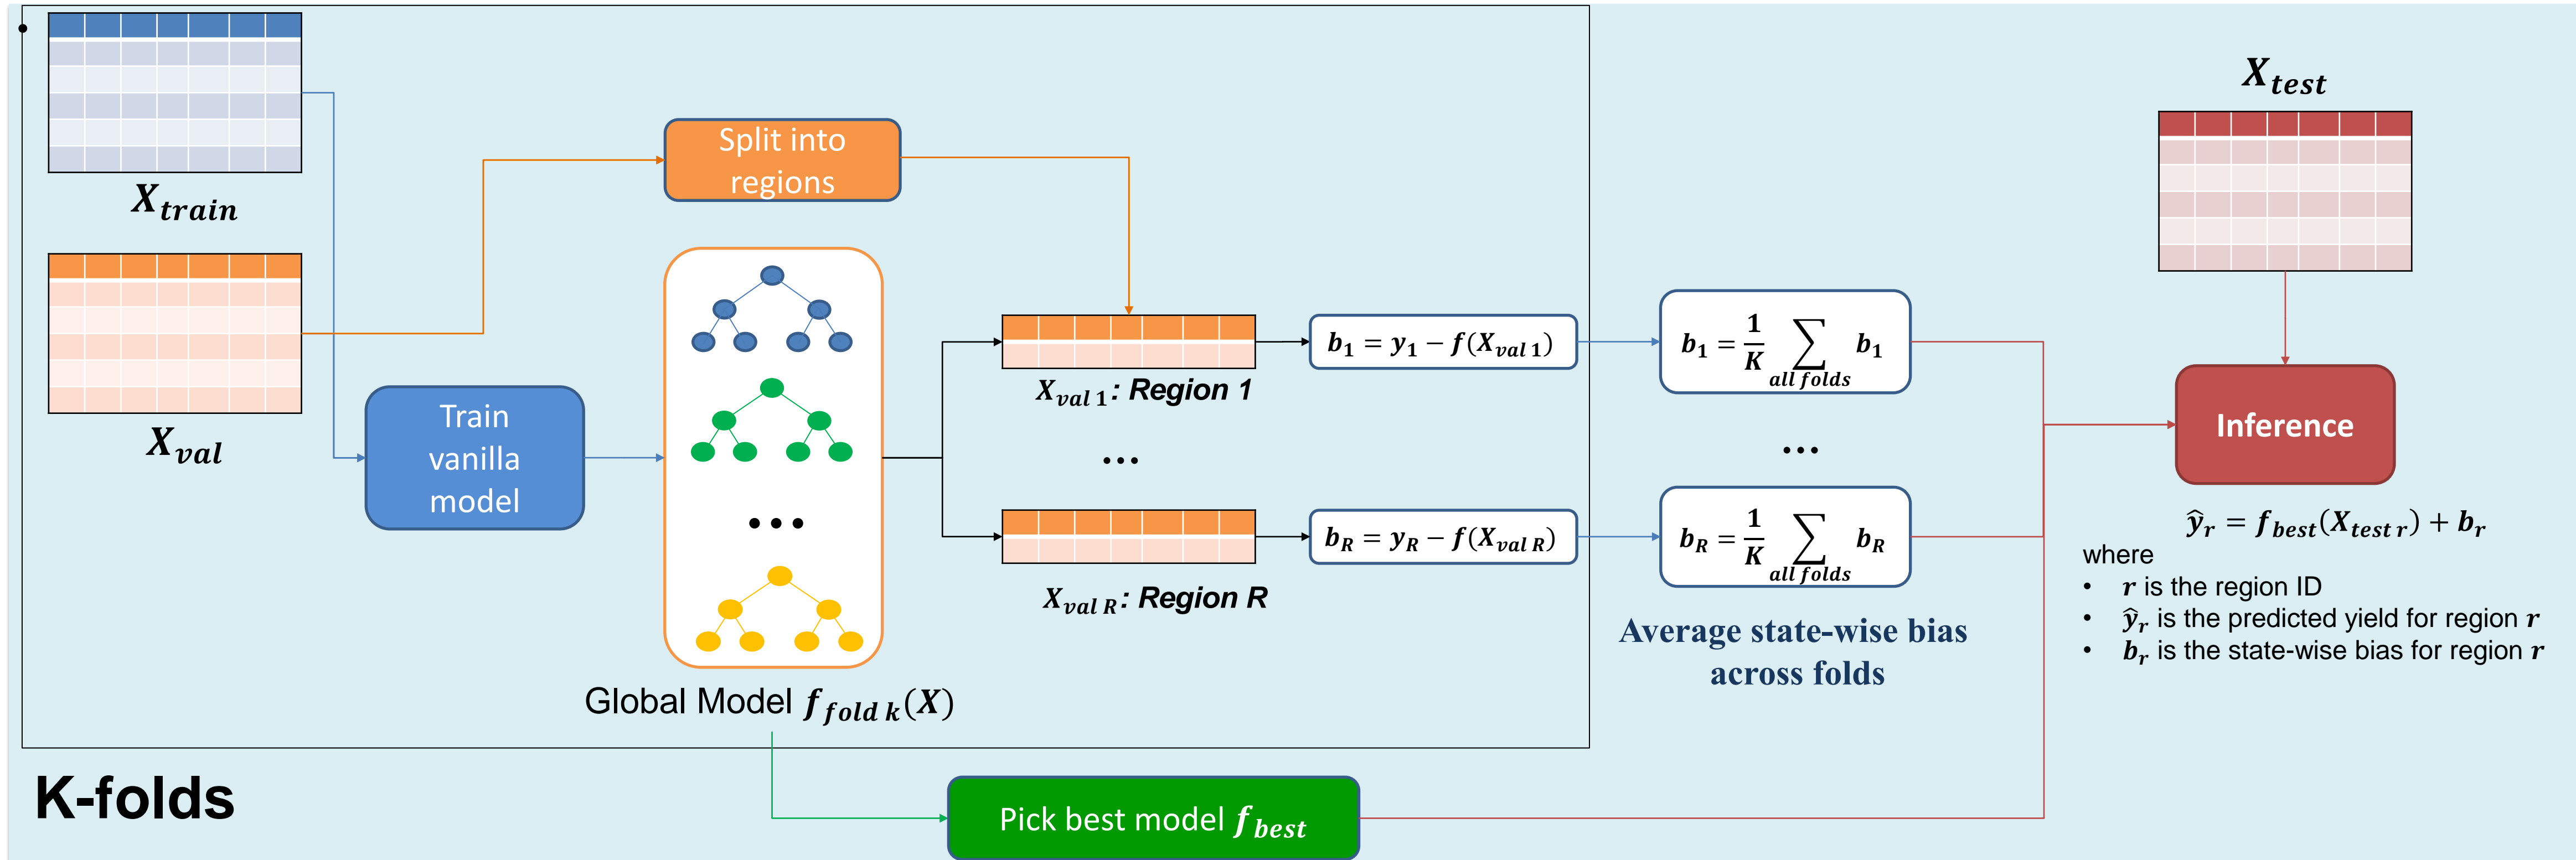 X_train
X_val
Split into
regions
Train
vanilla
model
...
Global Model f_fold k(X)
X_val 1: Region 1
...
X_val R: Region R
b_1 = y_1 − f(X_val 1)
b_R = y_R − f(X_val R)
b_1 = 1/K ∑_all folds b_1
...
b_R = 1/K ∑_all folds b_R
Average state-wise bias
across folds
X_test
Inference
ŷ_r = f_best(X_test r) + b_r
where
• r is the region ID
• ŷ_r is the predicted yield for region r
• b_r is the state-wise bias for region r
K-folds
Pick best model f_best